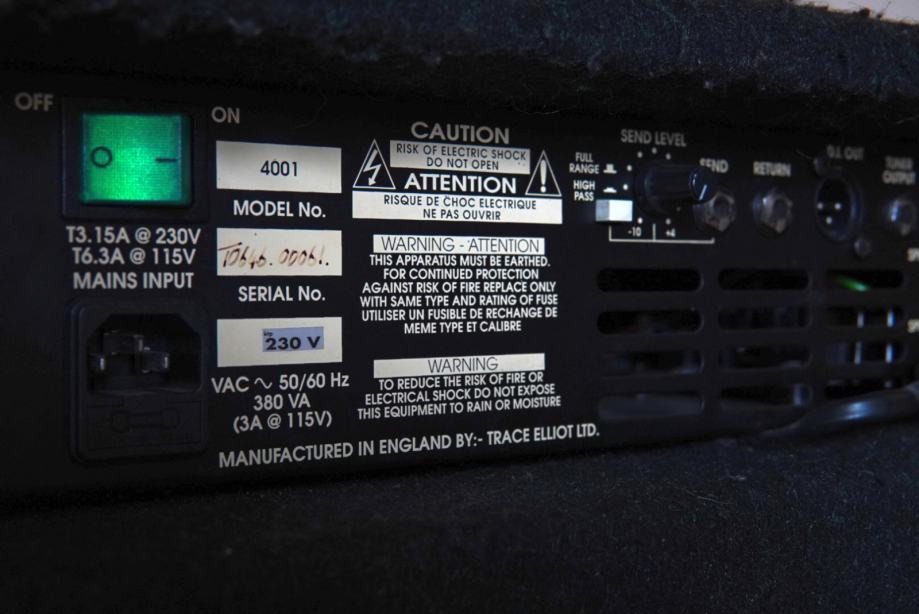 OFF
ON
O
4001
MODEL No.
T3.15A @ 230V
T6.3A @ 115V
MAINS INPUT
T0646.00061.
SERIAL No.
230 V
VAC ~ 50/60 Hz
380 VA
(3A @ 115V)
MANUFACTURED IN ENGLAND BY:- TRACE ELLIOT LTD.
CAUTION
RISK OF ELECTRIC SHOCK
DO NOT OPEN
ATTENTION
RISQUE DE CHOC ELECTRIQUE
NE PAS OUVRIR
WARNING - ATTENTION
THIS APPARATUS MUST BE EARTHED.
FOR CONTINUED PROTECTION
AGAINST RISK OF FIRE REPLACE ONLY
WITH SAME TYPE AND RATING OF FUSE
UTILISER UN FUSIBLE DE RECHANGE DE
MEME TYPE ET CALIBRE
WARNING
TO REDUCE THE RISK OF FIRE OR
ELECTRICAL SHOCK DO NOT EXPOSE
THIS EQUIPMENT TO RAIN OR MOISTURE
SEND LEVEL
FULL
RANGE
HIGH
PASS
-10
+4
SEND
RETURN
D.I. OUT
TUNER
OUTPUT